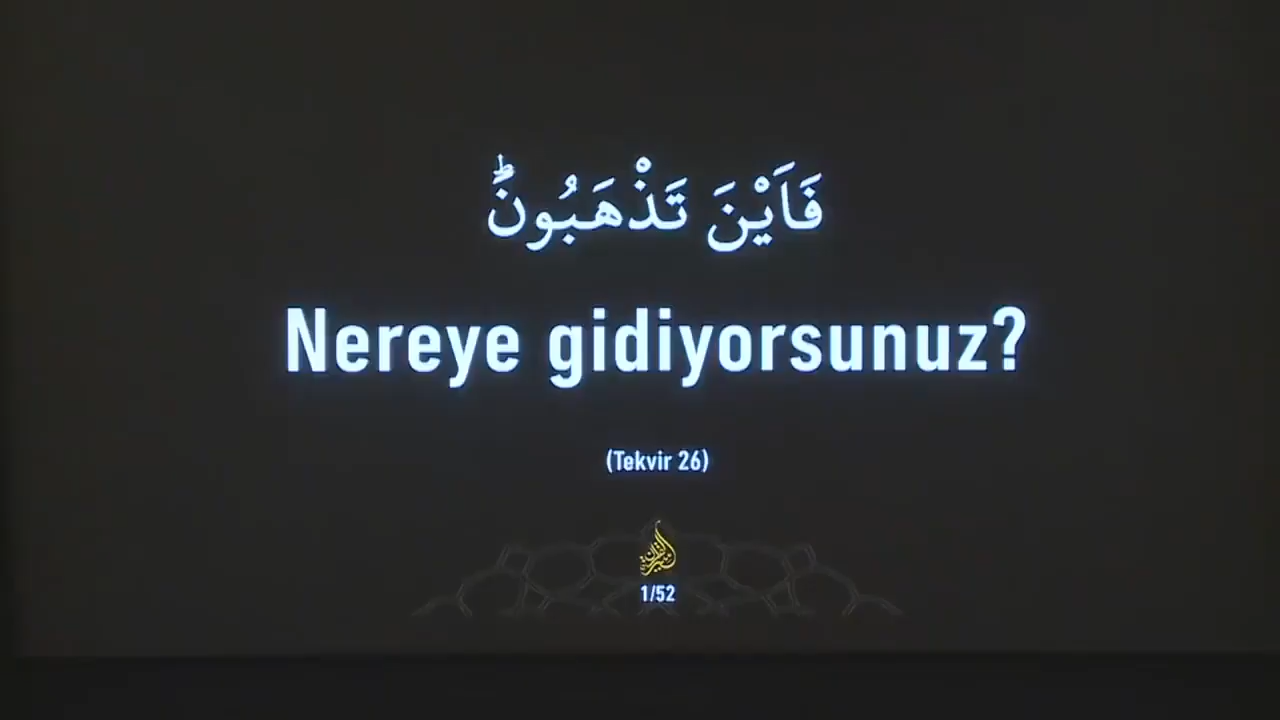 فَاَيْنَ تَذْهَبُونَۜ
Nereye gidiyorsunuz?
(Tekvir 26)
1/52